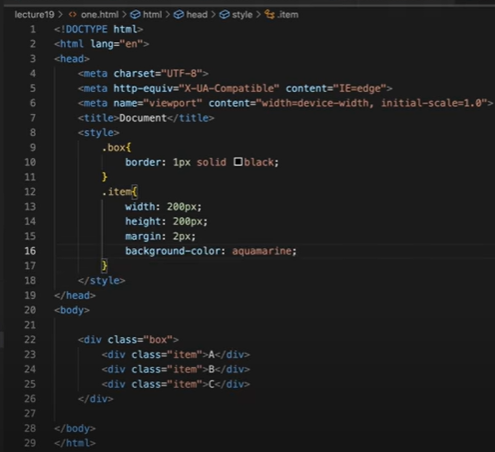 lecture19 > one.html > html > head > style > .item
1 <!DOCTYPE html>
2 <html lang="en">
3 <head>
4     <meta charset="UTF-8">
5     <meta http-equiv="X-UA-Compatible" content="IE=edge">
6     <meta name="viewport" content="width=device-width, initial-scale=1.0">
7     <title>Document</title>
8     <style>
9         .box{
10             border: 1px solid black;
11         }
12         .item{
13             width: 200px;
14             height: 200px;
15             margin: 2px;
16             background-color: aquamarine;
17         }
18     </style>
19 </head>
20 <body>
21
22     <div class="box">
23         <div class="item">A</div>
24         <div class="item">B</div>
25         <div class="item">C</div>
26     </div>
27
28 </body>
29 </html>